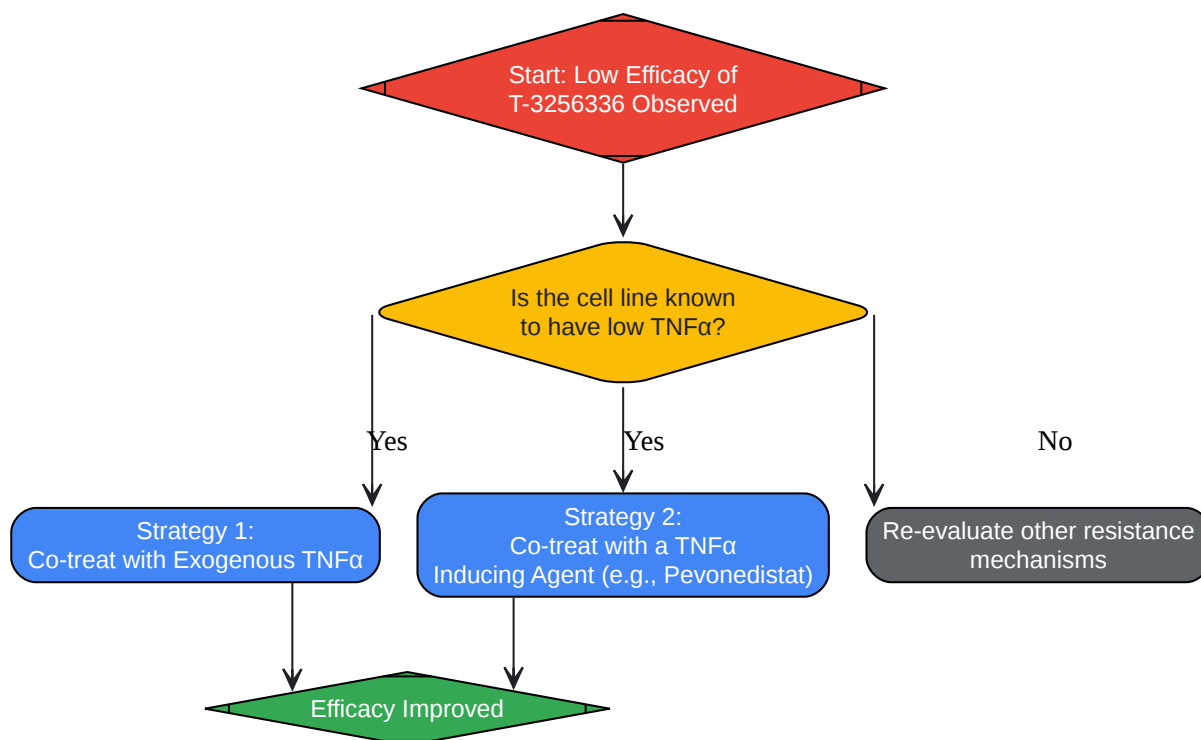 Start: Low Efficacy of
T-3256336 Observed
Is the cell line known
to have low TNFα?
Yes
Yes
No
Strategy 1:
Co-treat with Exogenous TNFα
Strategy 2:
Co-treat with a TNFα
Inducing Agent (e.g., Pevonedistat)
Re-evaluate other resistance
mechanisms
Efficacy Improved